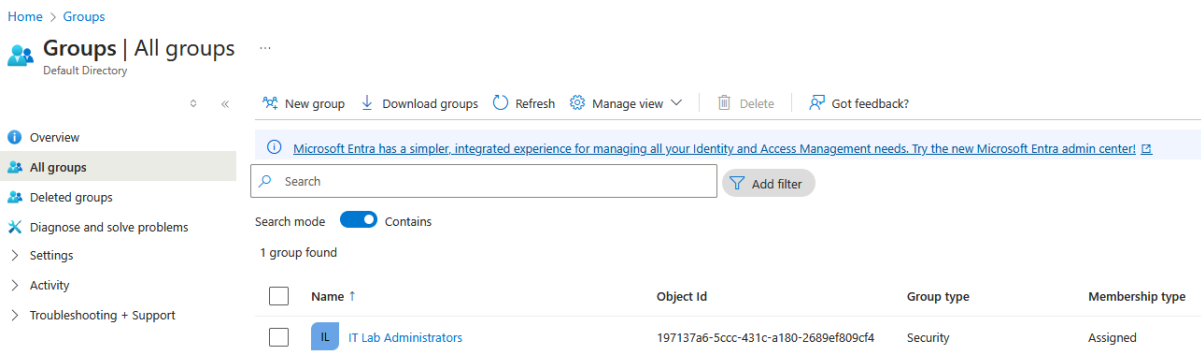 Home > Groups
Groups | All groups ...
Default Directory
New group Download groups Refresh Manage view Delete Got feedback?
Overview
Microsoft Entra has a simpler, integrated experience for managing all your Identity and Access Management needs. Try the new Microsoft Entra admin center!
All groups
Search Add filter
Deleted groups
Search mode Contains
Diagnose and solve problems
1 group found
Settings
Activity
Name ↑ Object Id Group type Membership type
Troubleshooting + Support
IL IT Lab Administrators 197137a6-5ccc-431c-a180-2689ef809cf4 Security Assigned